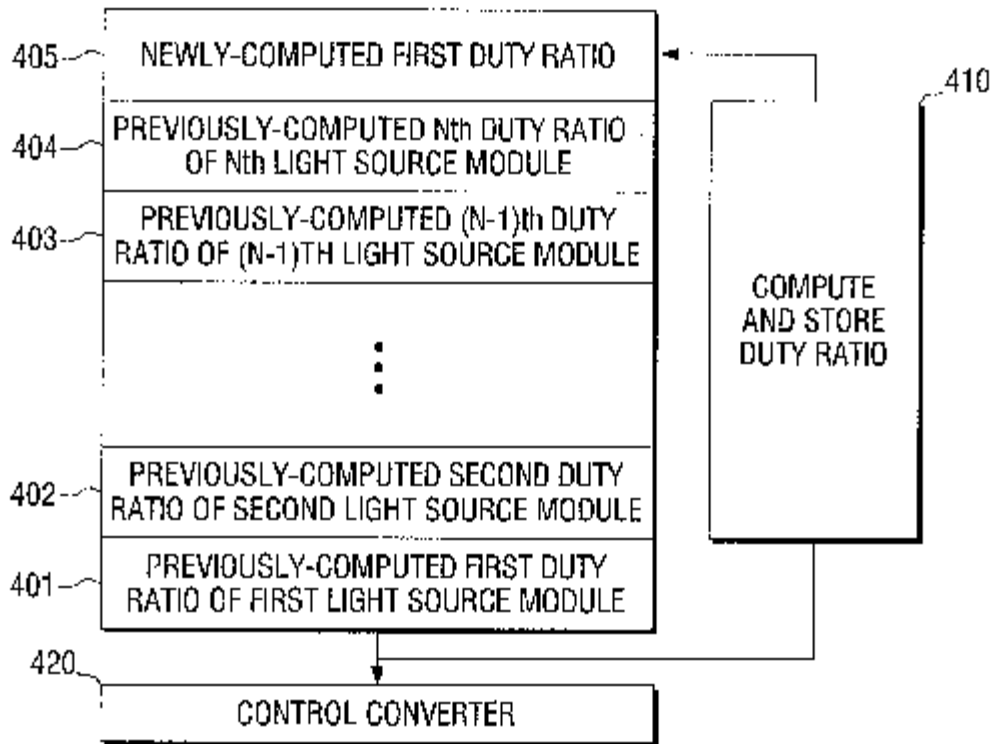 405
NEWLY-COMPUTED FIRST DUTY RATIO
410
404
PREVIOUSLY-COMPUTED Nth DUTY RATIO
OF Nth LIGHT SOURCE MODULE
403
PREVIOUSLY-COMPUTED (N-1)th DUTY
RATIO OF (N-1)TH LIGHT SOURCE MODULE
COMPUTE
AND STORE
DUTY RATIO
402
PREVIOUSLY-COMPUTED SECOND DUTY
RATIO OF SECOND LIGHT SOURCE MODULE
401
PREVIOUSLY-COMPUTED FIRST DUTY
RATIO OF FIRST LIGHT SOURCE MODULE
420
CONTROL CONVERTER